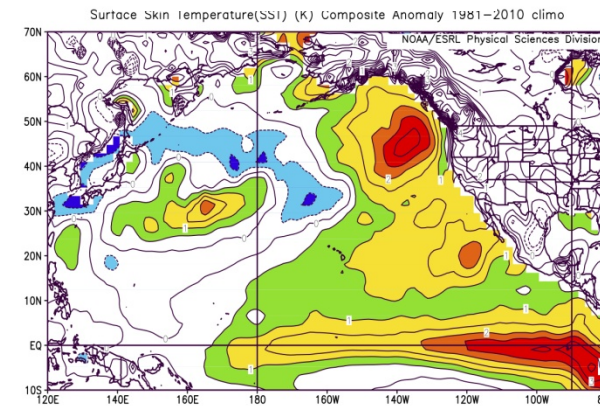 Surface Skin Temperature(SST) (K) Composite Anomaly 1981-2010 climo
NOAA/ESRL Physical Sciences Division
70N
60N
50N
40N
30N
20N
10N
EQ
10S
120E
140E
160E
180
160W
140W
120W
100W